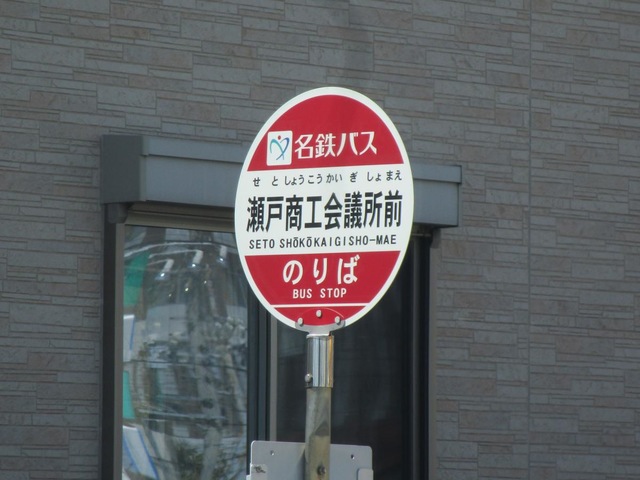 名鉄バス
せとしょうこうかいぎしょまえ
瀬戸商工会議所前
SETO SHŌKŌKAIGISHO-MAE
のりば
BUS STOP